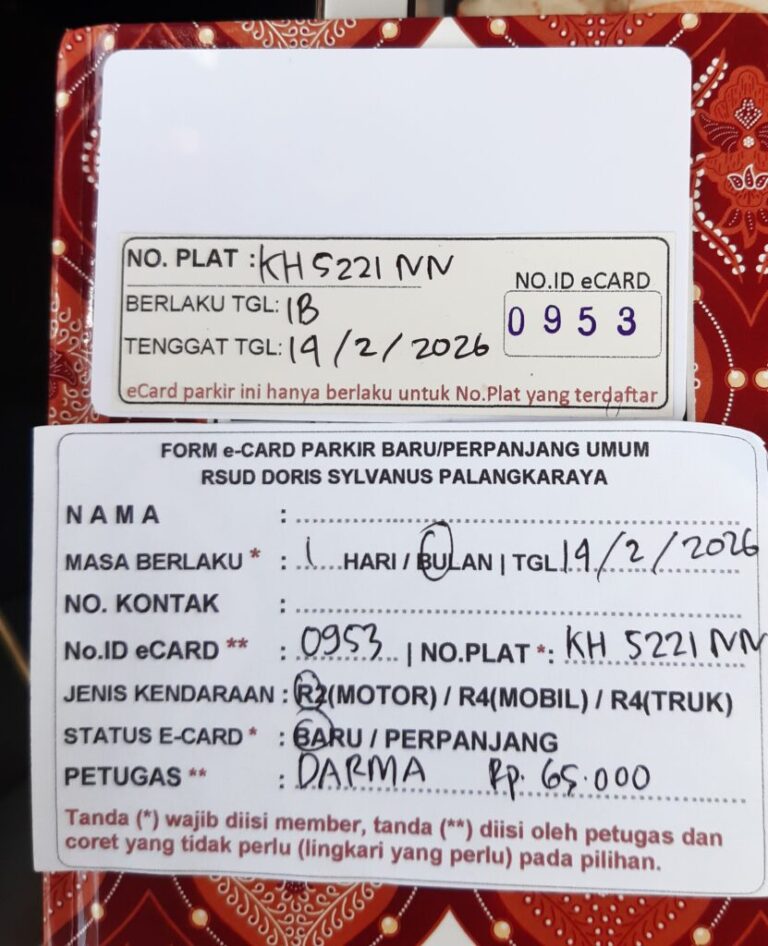 NO. PLAT : KH 5221 NN
NO.ID eCARD
BERLAKU TGL: 1B
0953
TENGGAT TGL: 19/2/2026
eCard parkir ini hanya berlaku untuk No.Plat yang terdaftar
FORM e-CARD PARKIR BARU/PERPANJANG UMUM
RSUD DORIS SYLVANUS PALANGKARAYA
NAMA :
MASA BERLAKU * : 1 HARI / BULAN | TGL 19/2/2026
NO. KONTAK :
No.ID eCARD ** : 0953 | NO.PLAT *: KH 5221 NN
JENIS KENDARAAN : R2(MOTOR) / R4(MOBIL) / R4(TRUK)
STATUS E-CARD * : BARU / PERPANJANG
PETUGAS ** : DARMA Rp. 65.000
Tanda (*) wajib diisi member, tanda (**) diisi oleh petugas dan
coret yang tidak perlu (lingkari yang perlu) pada pilihan.